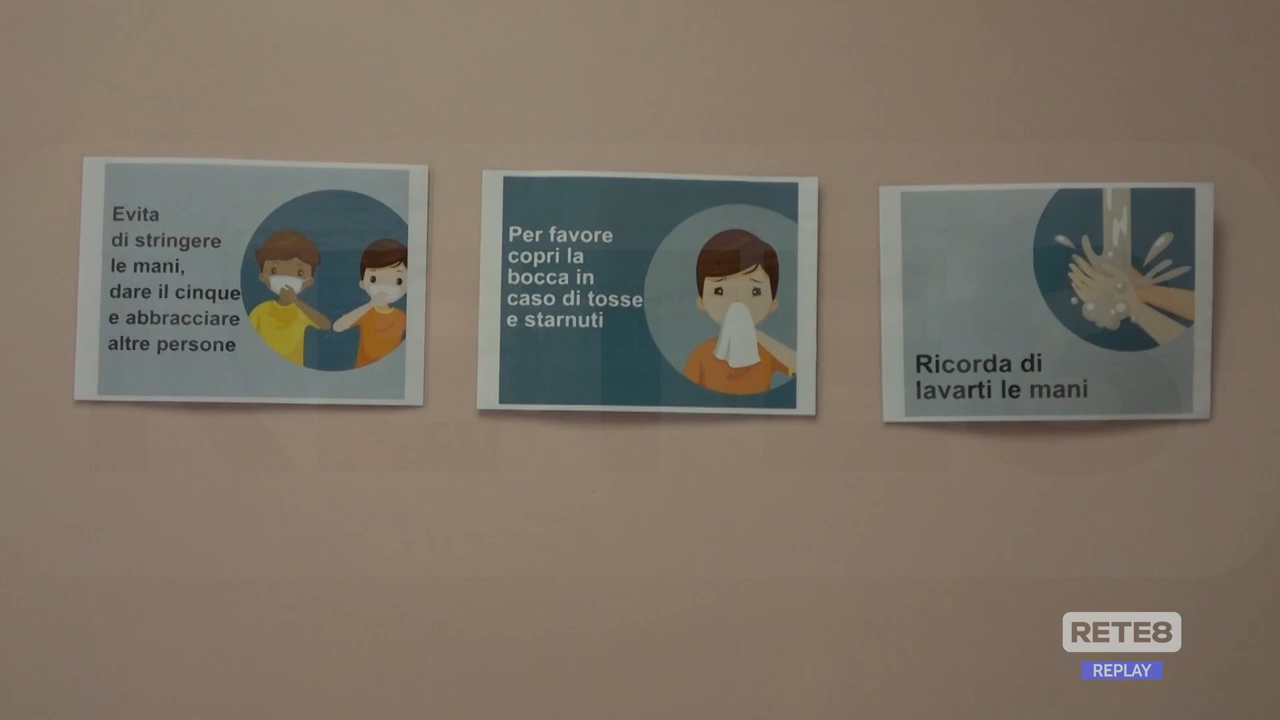 Evita
di stringere
le mani,
dare il cinque
e abbracciare
altre persone
Per favore
copri la
bocca in
caso di tosse
e starnuti
Ricorda di
lavarti le mani
RETE8
REPLAY